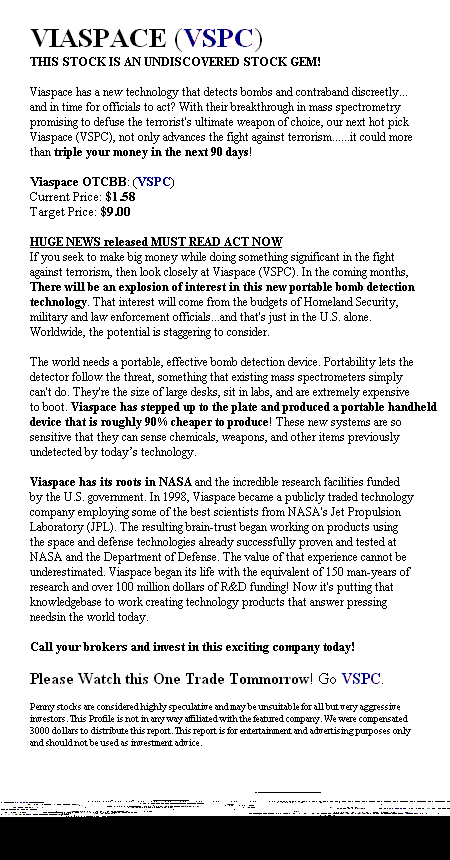 VIASPACE (VSPC)
THIS STOCK IS AN UNDISCOVERED STOCK GEM!
Viaspace has a new technology that detects bombs and contraband discreetly...
and in time for officials to act? With their breakthrough in mass spectrometry
promising to defuse the terrorist's ultimate weapon of choice, our next hot pick
Viaspace (VSPC), not only advances the fight against terrorism......it could more
than triple your money in the next 90 days!
Viaspace OTCBB: (VSPC)
Current Price: $1.58
Target Price: $9.00
HUGE NEWS released MUST READ ACT NOW
If you seek to make big money while doing something significant in the fight
against terrorism, then look closely at Viaspace (VSPC). In the coming months,
There will be an explosion of interest in this new portable bomb detection
technology. That interest will come from the budgets of Homeland Security,
military and law enforcement officials...and that's just in the U.S. alone.
Worldwide, the potential is staggering to consider.
The world needs a portable, effective bomb detection device. Portability lets the
detector follow the threat, something that existing mass spectrometers simply
can't do. They're the size of large desks, sit in labs, and are extremely expensive
to boot. Viaspace has stepped up to the plate and produced a portable handheld
device that is roughly 90% cheaper to produce! These new systems are so
sensitive that they can sense chemicals, weapons, and other items previously
undetected by today's technology.
Viaspace has its roots in NASA and the incredible research facilities funded
by the U.S. government. In 1998, Viaspace became a publicly traded technology
company employing some of the best scientists from NASA's Jet Propulsion
Laboratory (JPL). The resulting brain-trust began working on products using
the space and defense technologies already successfully proven and tested at
NASA and the Department of Defense. The value of that experience cannot be
underestimated. Viaspace began its life with the equivalent of 150 man-years of
research and over 100 million dollars of R&D funding! Now it's putting that
knowledgebase to work creating technology products that answer pressing
needsin the world today.
Call your brokers and invest in this exciting company today!
Please Watch this One Trade Tommorrow! Go VSPC.
Penny stocks are considered highly speculative and may be unsuitable for all but very aggressive
investors. This Profile is not in any way affiliated with the featured company. We were compensated
3000 dollars to distribute this report. This report is for entertainment and advertising purposes only
and should not be used as investment advice.